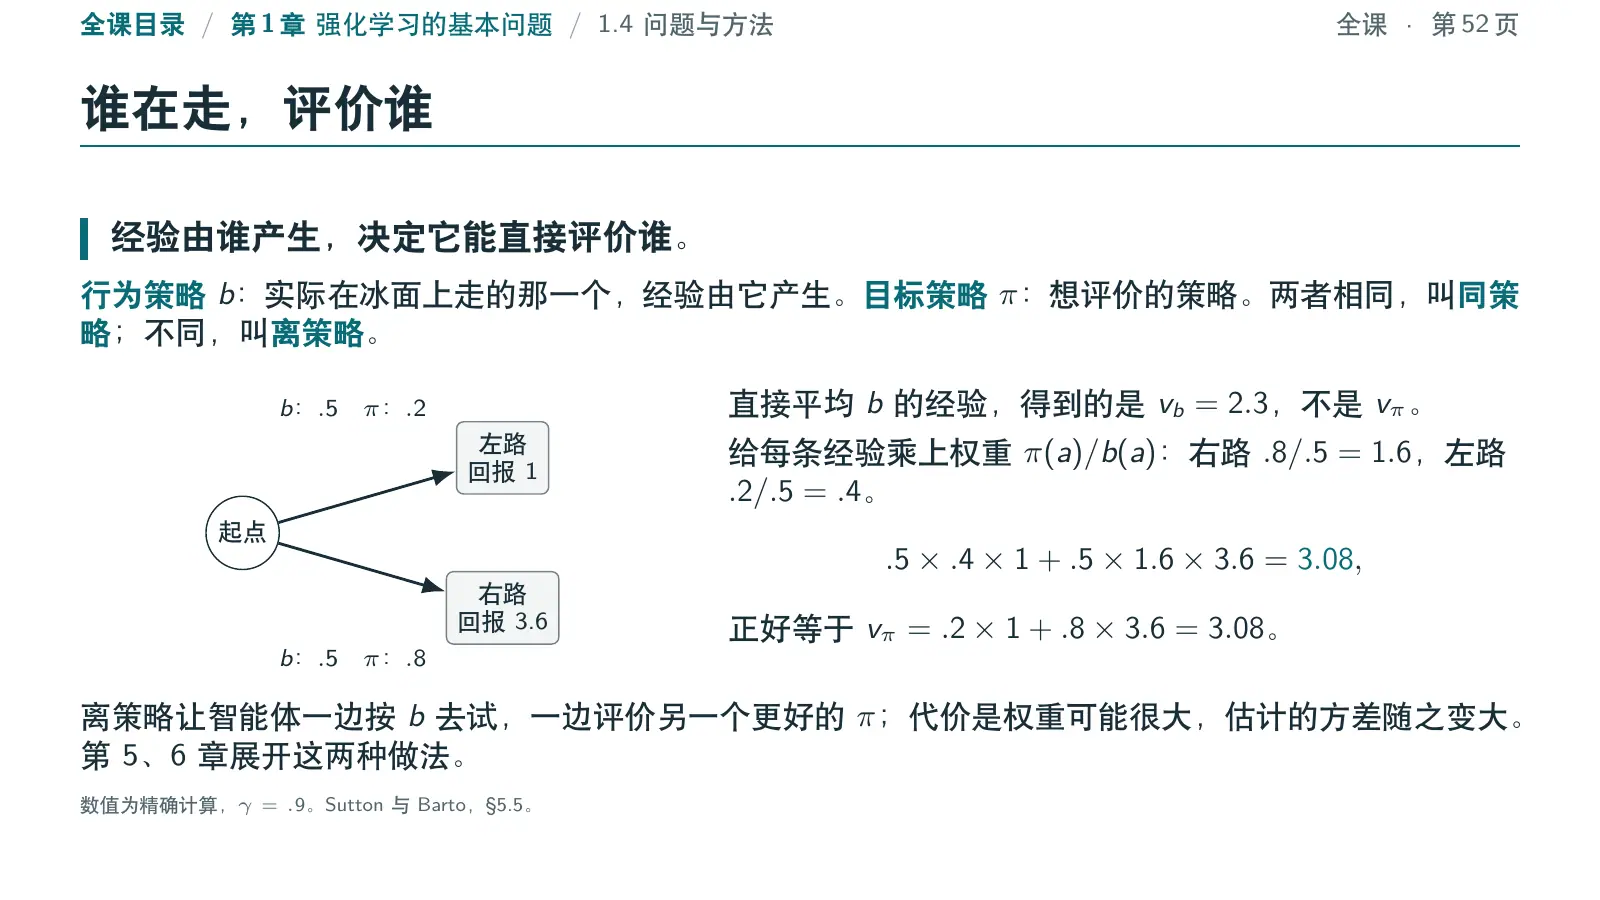 全课目录 / 第 1 章 强化学习的基本问题 / 1.4 问题与方法
全课 · 第 52 页
谁在走，评价谁
经验由谁产生，决定它能直接评价谁。
行为策略 b：实际在冰面上走的那一个，经验由它产生。目标策略 π：想评价的策略。两者相同，叫同策
略；不同，叫离策略。
b：.5 π：.2
左路
回报 1
起点
右路
回报 3.6
b：.5 π：.8
直接平均 b 的经验，得到的是 v_b = 2.3，不是 v_π。
给每条经验乘上权重 π(a)/b(a)：右路 .8/.5 = 1.6，左路
.2/.5 = .4。
.5 × .4 × 1 + .5 × 1.6 × 3.6 = 3.08,
正好等于 v_π = .2 × 1 + .8 × 3.6 = 3.08。
离策略让智能体一边按 b 去试，一边评价另一个更好的 π；代价是权重可能很大，估计的方差随之变大。
第 5、6 章展开这两种做法。
数值为精确计算，γ = .9。Sutton 与 Barto，§5.5。